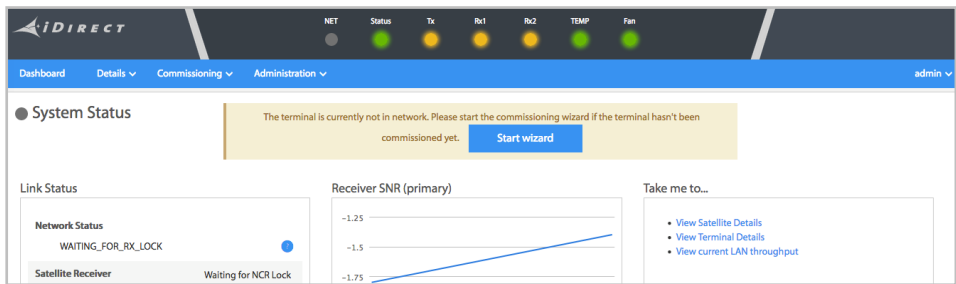 iDIRECT
NET Status Tx Rx1 Rx2 TEMP Fan
Dashboard Details Commissioning Administration admin
System Status
The terminal is currently not in network. Please start the commissioning wizard if the terminal hasn't been
commissioned yet. Start wizard
Link Status
Network Status
WAITING_FOR_RX_LOCK ?
Satellite Receiver Waiting for NCR Lock
Receiver SNR (primary)
-1.25
-1.5
-1.75
Take me to...
• View Satellite Details
• View Terminal Details
• View current LAN throughput